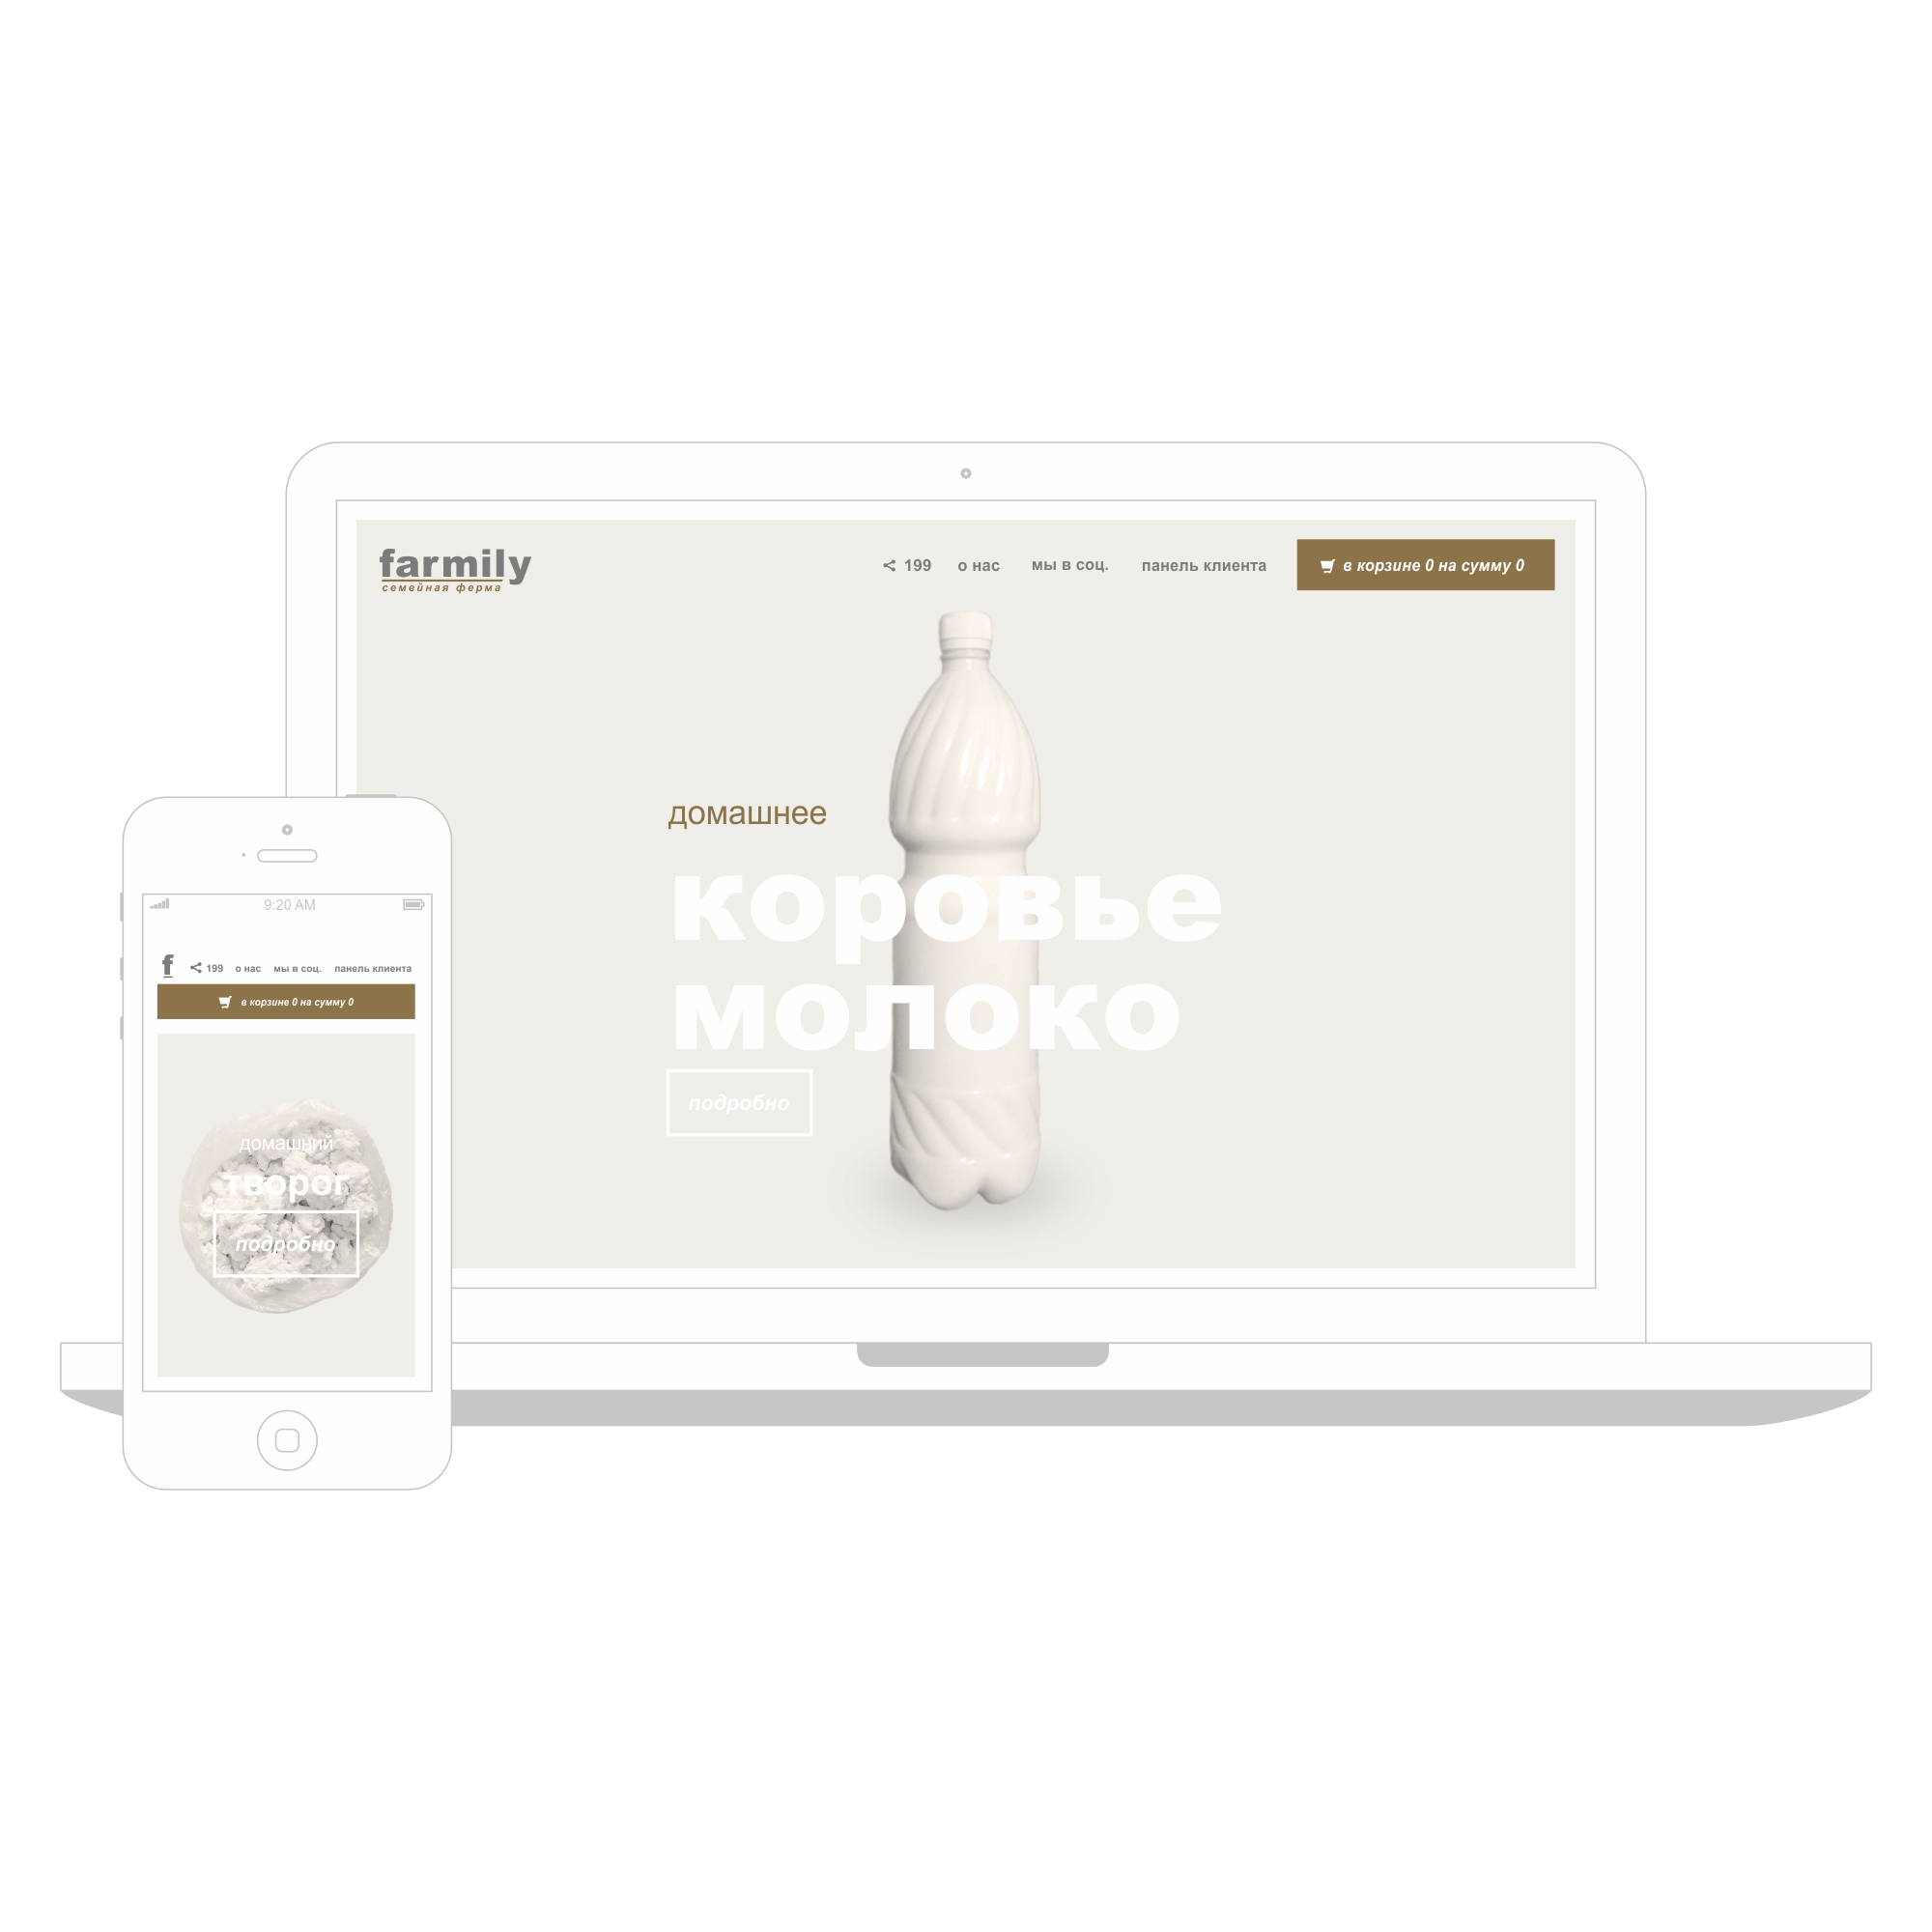 farmily
семейная ферма
199 о нас мы в соц. панель клиента
в корзине 0 на сумму 0
домашнее
коровье
молоко
подробно
9:20 AM
f 199 о нас мы в соц. панель клиента
в корзине 0 на сумму 0
домашний
творог
подробно